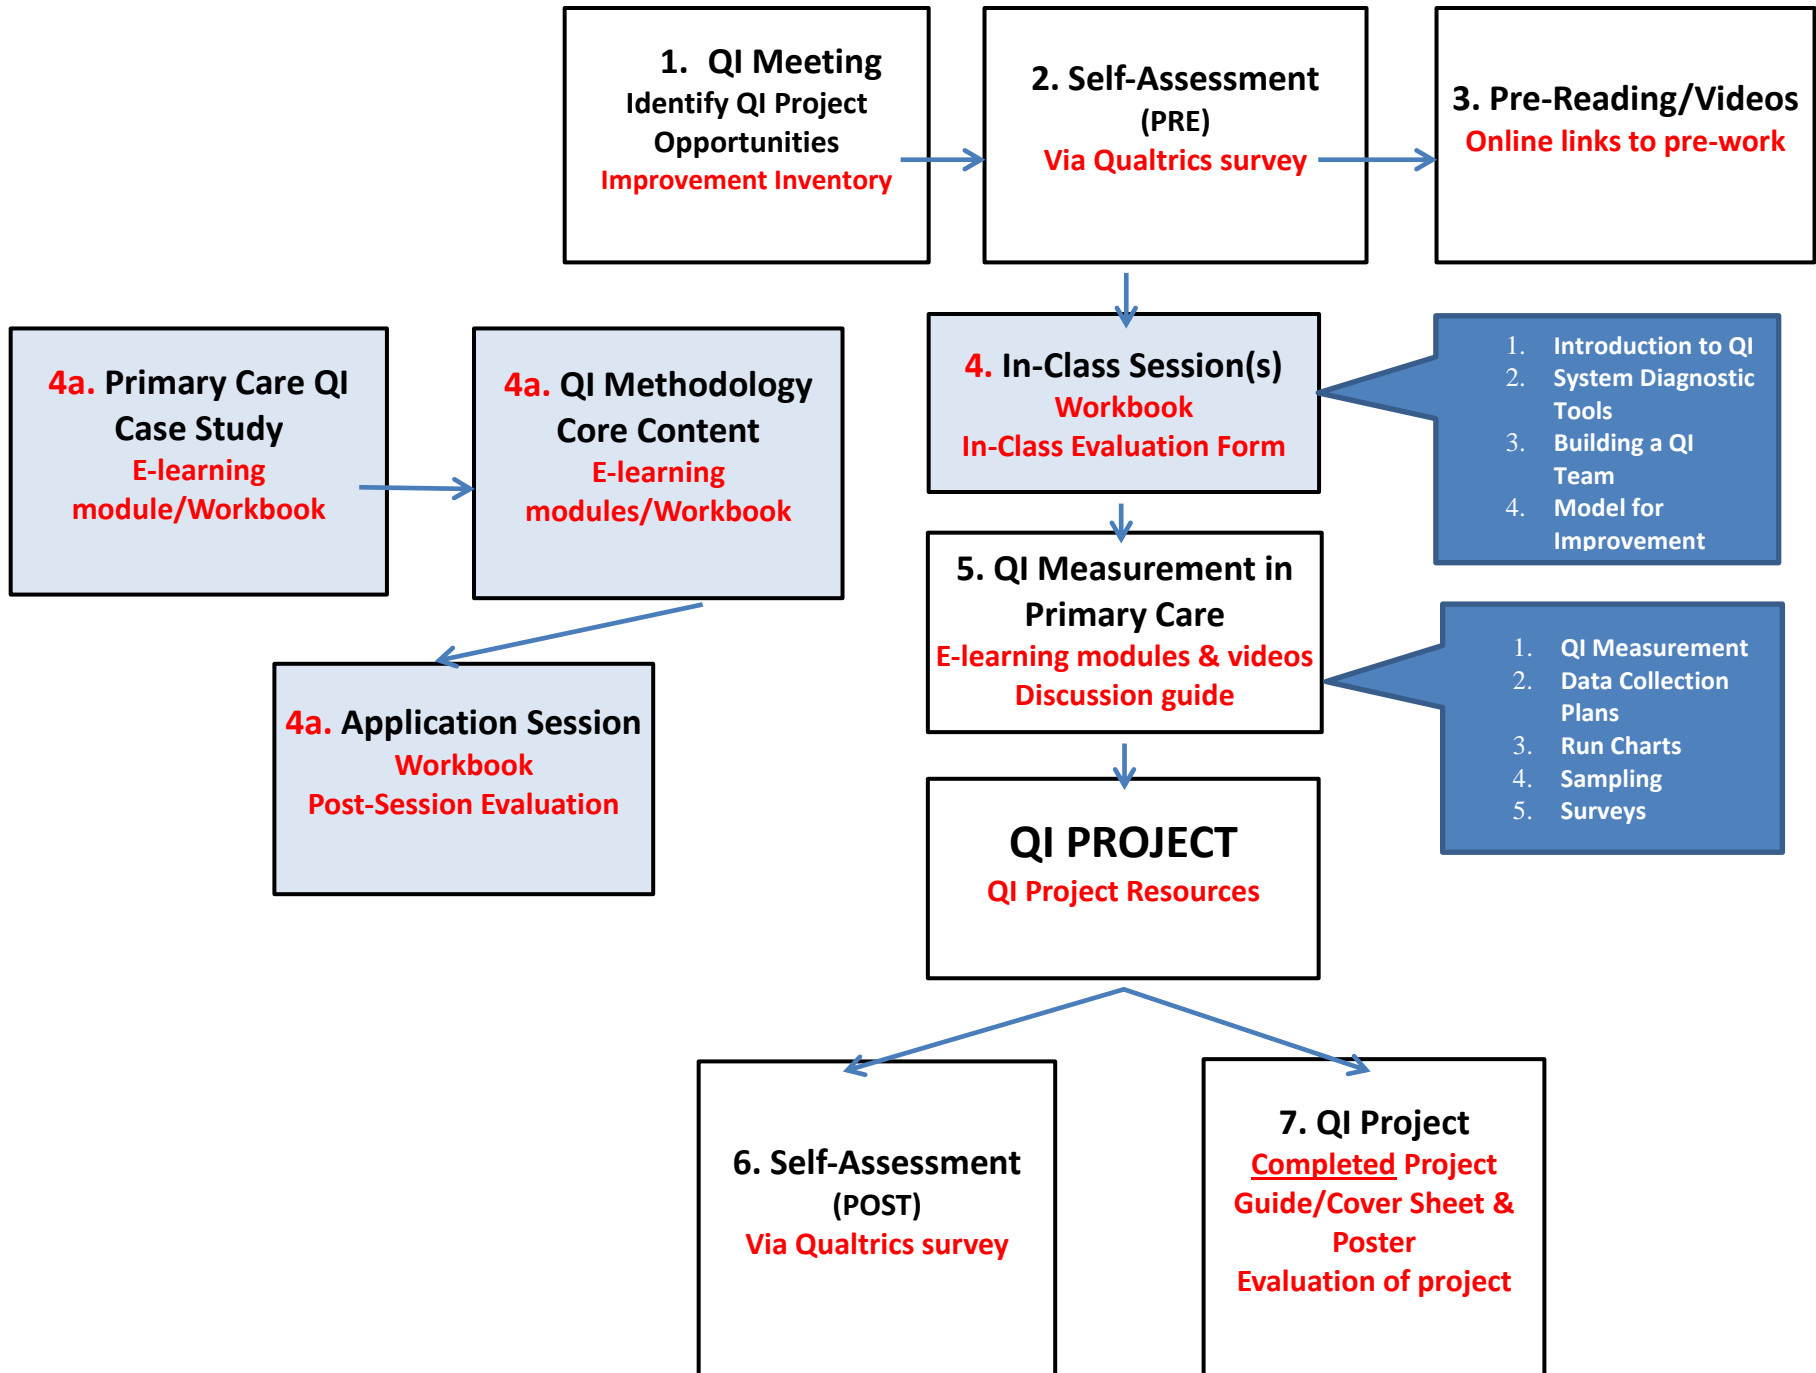 1. QI Meeting
Identify QI Project
Opportunities
Improvement Inventory
2. Self-Assessment
(PRE)
Via Qualtrics survey
3. Pre-Reading/Videos
Online links to pre-work
4a. Primary Care QI
Case Study
E-learning
module/Workbook
4a. QI Methodology
Core Content
E-learning
modules/Workbook
4. In-Class Session(s)
Workbook
In-Class Evaluation Form
1. Introduction to QI
2. System Diagnostic
Tools
3. Building a QI
Team
4. Model for
Improvement
4a. Application Session
Workbook
Post-Session Evaluation
5. QI Measurement in
Primary Care
E-learning modules & videos
Discussion guide
1. QI Measurement
2. Data Collection
Plans
3. Run Charts
4. Sampling
5. Surveys
QI PROJECT
QI Project Resources
6. Self-Assessment
(POST)
Via Qualtrics survey
7. QI Project
Completed Project
Guide/Cover Sheet &
Poster
Evaluation of project